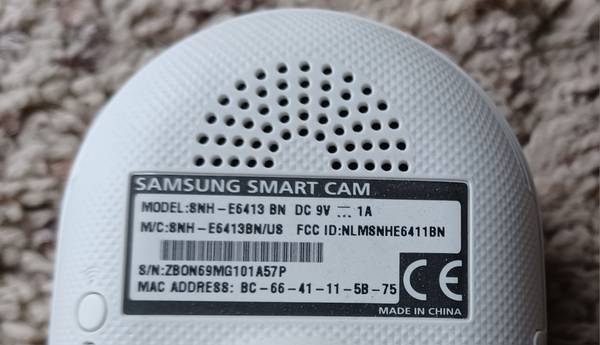 SAMSUNG SMART CAM
MODEL:SNH-E6413 BN DC 9V ⎓ 1A
M/C:SNH-E6413BN/US FCC ID:NLMSNHE6411BN
S/N:ZBON69MG101A57P
MAC ADDRESS: BC-66-41-11-5B-75
CE
MADE IN CHINA